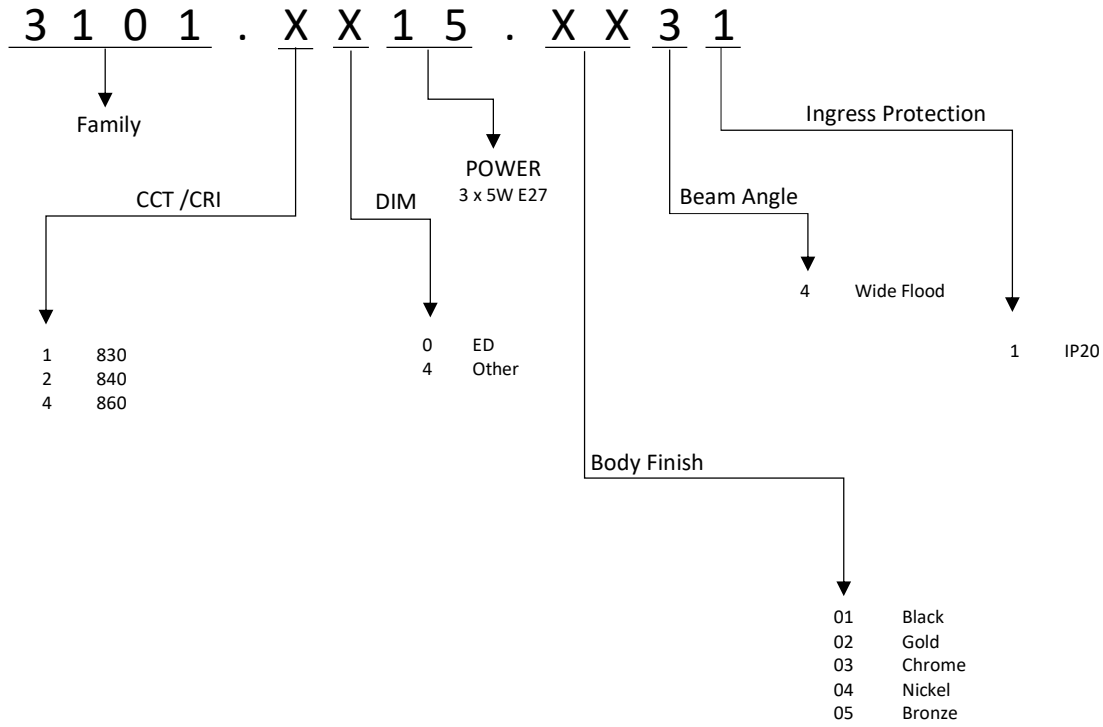 3 1 0 1 . X X 1 5 . X X 3 1
Family
CCT /CRI
1 830
2 840
4 860
DIM
0 ED
4 Other
POWER
3 x 5W E27
Body Finish
01 Black
02 Gold
03 Chrome
04 Nickel
05 Bronze
Beam Angle
4 Wide Flood
Ingress Protection
1 IP20